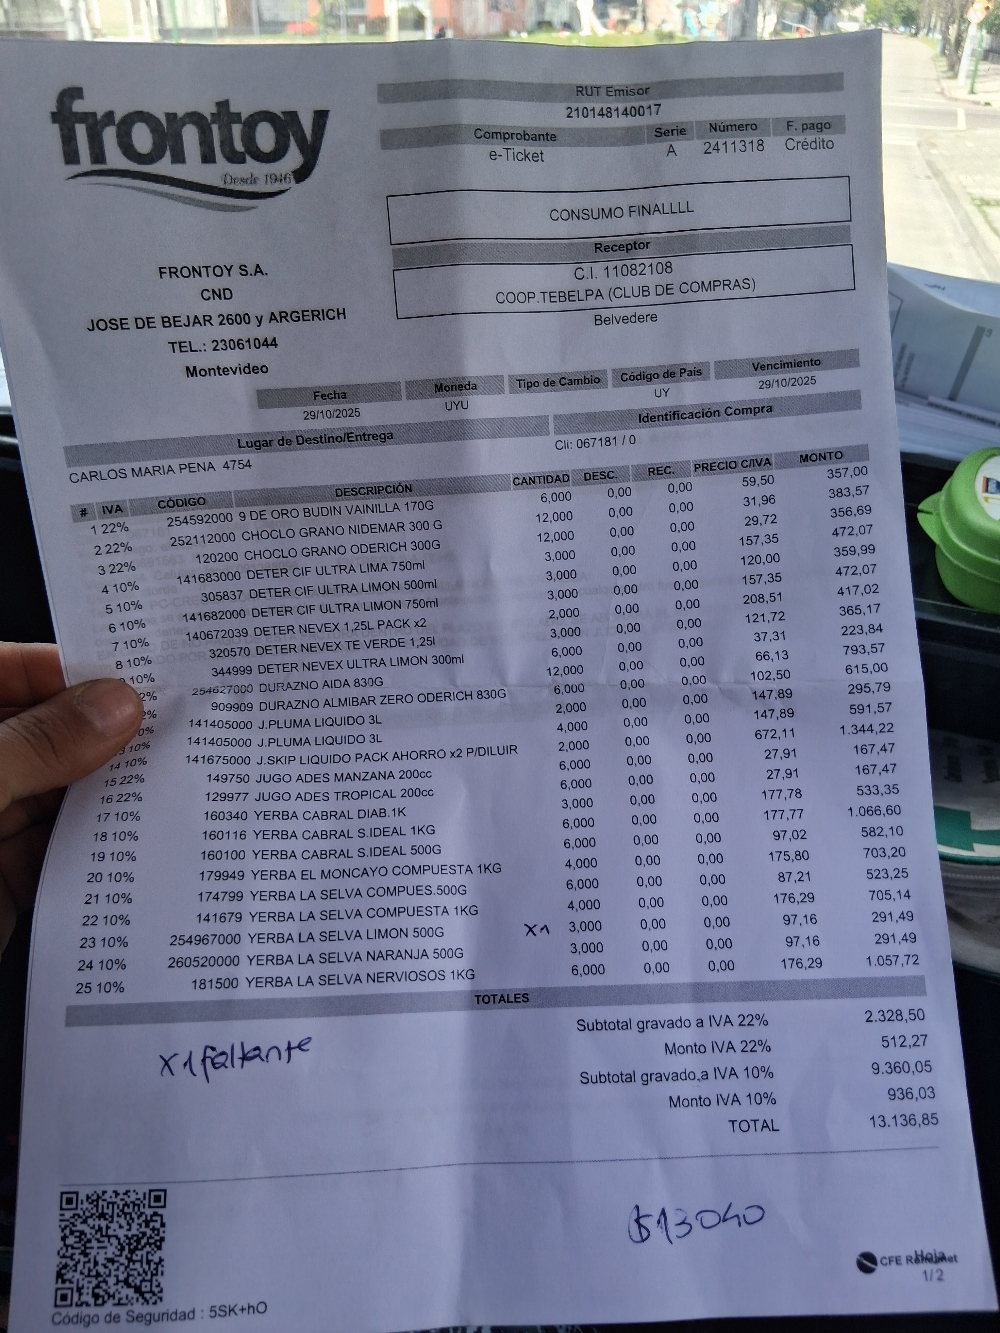 frontoy
Desde 1946
RUT Emisor
210148140017
Comprobante Serie Número F. pago
e-Ticket A 2411318 Crédito
CONSUMO FINALLLL
Receptor
C.I. 11082108
COOP.TEBELPA (CLUB DE COMPRAS)
Belvedere
FRONTOY S.A.
CND
JOSE DE BEJAR 2600 y ARGERICH
TEL.: 23061044
Montevideo
Fecha Moneda Tipo de Cambio Código de País Vencimiento
29/10/2025 UYU UY 29/10/2025
Lugar de Destino/Entrega Identificación Compra
CARLOS MARIA PENA 4754 Cli: 067181 / 0
# IVA CÓDIGO DESCRIPCIÓN CANTIDAD DESC. REC. PRECIO C/IVA MONTO
1 22% 254592000 9 DE ORO BUDIN VAINILLA 170G 6,000 0,00 0,00 59,50 357,00
2 22% 252112000 CHOCLO GRANO NIDEMAR 300 G 12,000 0,00 0,00 31,96 383,57
3 22% 120200 CHOCLO GRANO ODERICH 300G 12,000 0,00 0,00 29,72 356,69
4 10% 141683000 DETER CIF ULTRA LIMA 750ml 3,000 0,00 0,00 157,35 472,07
5 10% 305837 DETER CIF ULTRA LIMON 500ml 3,000 0,00 0,00 120,00 359,99
6 10% 141682000 DETER CIF ULTRA LIMON 750ml 3,000 0,00 0,00 157,35 472,07
7 10% 140672039 DETER NEVEX 1,25L PACK x2 2,000 0,00 0,00 208,51 417,02
8 10% 320570 DETER NEVEX TE VERDE 1,25l 3,000 0,00 0,00 121,72 365,17
10% 344999 DETER NEVEX ULTRA LIMON 300ml 6,000 0,00 0,00 37,31 223,84
2% 254627000 DURAZNO AIDA 830G 12,000 0,00 0,00 66,13 793,57
2% 909909 DURAZNO ALMIBAR ZERO ODERICH 830G 6,000 0,00 0,00 102,50 615,00
0% 141405000 J.PLUMA LIQUIDO 3L 2,000 0,00 0,00 147,89 295,79
13 10% 141405000 J.PLUMA LIQUIDO 3L 4,000 0,00 0,00 147,89 591,57
14 10% 141675000 J.SKIP LIQUIDO PACK AHORRO x2 P/DILUIR 2,000 0,00 0,00 672,11 1.344,22
15 22% 149750 JUGO ADES MANZANA 200cc 6,000 0,00 0,00 27,91 167,47
16 22% 129977 JUGO ADES TROPICAL 200cc 6,000 0,00 0,00 27,91 167,47
17 10% 160340 YERBA CABRAL DIAB.1K 3,000 0,00 0,00 177,78 533,35
18 10% 160116 YERBA CABRAL S.IDEAL 1KG 6,000 0,00 0,00 177,77 1.066,60
19 10% 160100 YERBA CABRAL S.IDEAL 500G 6,000 0,00 0,00 97,02 582,10
20 10% 179949 YERBA EL MONCAYO COMPUESTA 1KG 4,000 0,00 0,00 175,80 703,20
21 10% 174799 YERBA LA SELVA COMPUES.500G 6,000 0,00 0,00 87,21 523,25
22 10% 141679 YERBA LA SELVA COMPUESTA 1KG 4,000 0,00 0,00 176,29 705,14
23 10% 254967000 YERBA LA SELVA LIMON 500G X1 3,000 0,00 0,00 97,16 291,49
24 10% 260520000 YERBA LA SELVA NARANJA 500G 3,000 0,00 0,00 97,16 291,49
25 10% 181500 YERBA LA SELVA NERVIOSOS 1KG 6,000 0,00 0,00 176,29 1.057,72
TOTALES
Subtotal gravado a IVA 22% 2.328,50
X1 faltante Monto IVA 22% 512,27
Subtotal gravado a IVA 10% 9.360,05
Monto IVA 10% 936,03
TOTAL 13.136,85
$13040
CFE
Hoja
1/2
Código de Seguridad : 5SK+hO